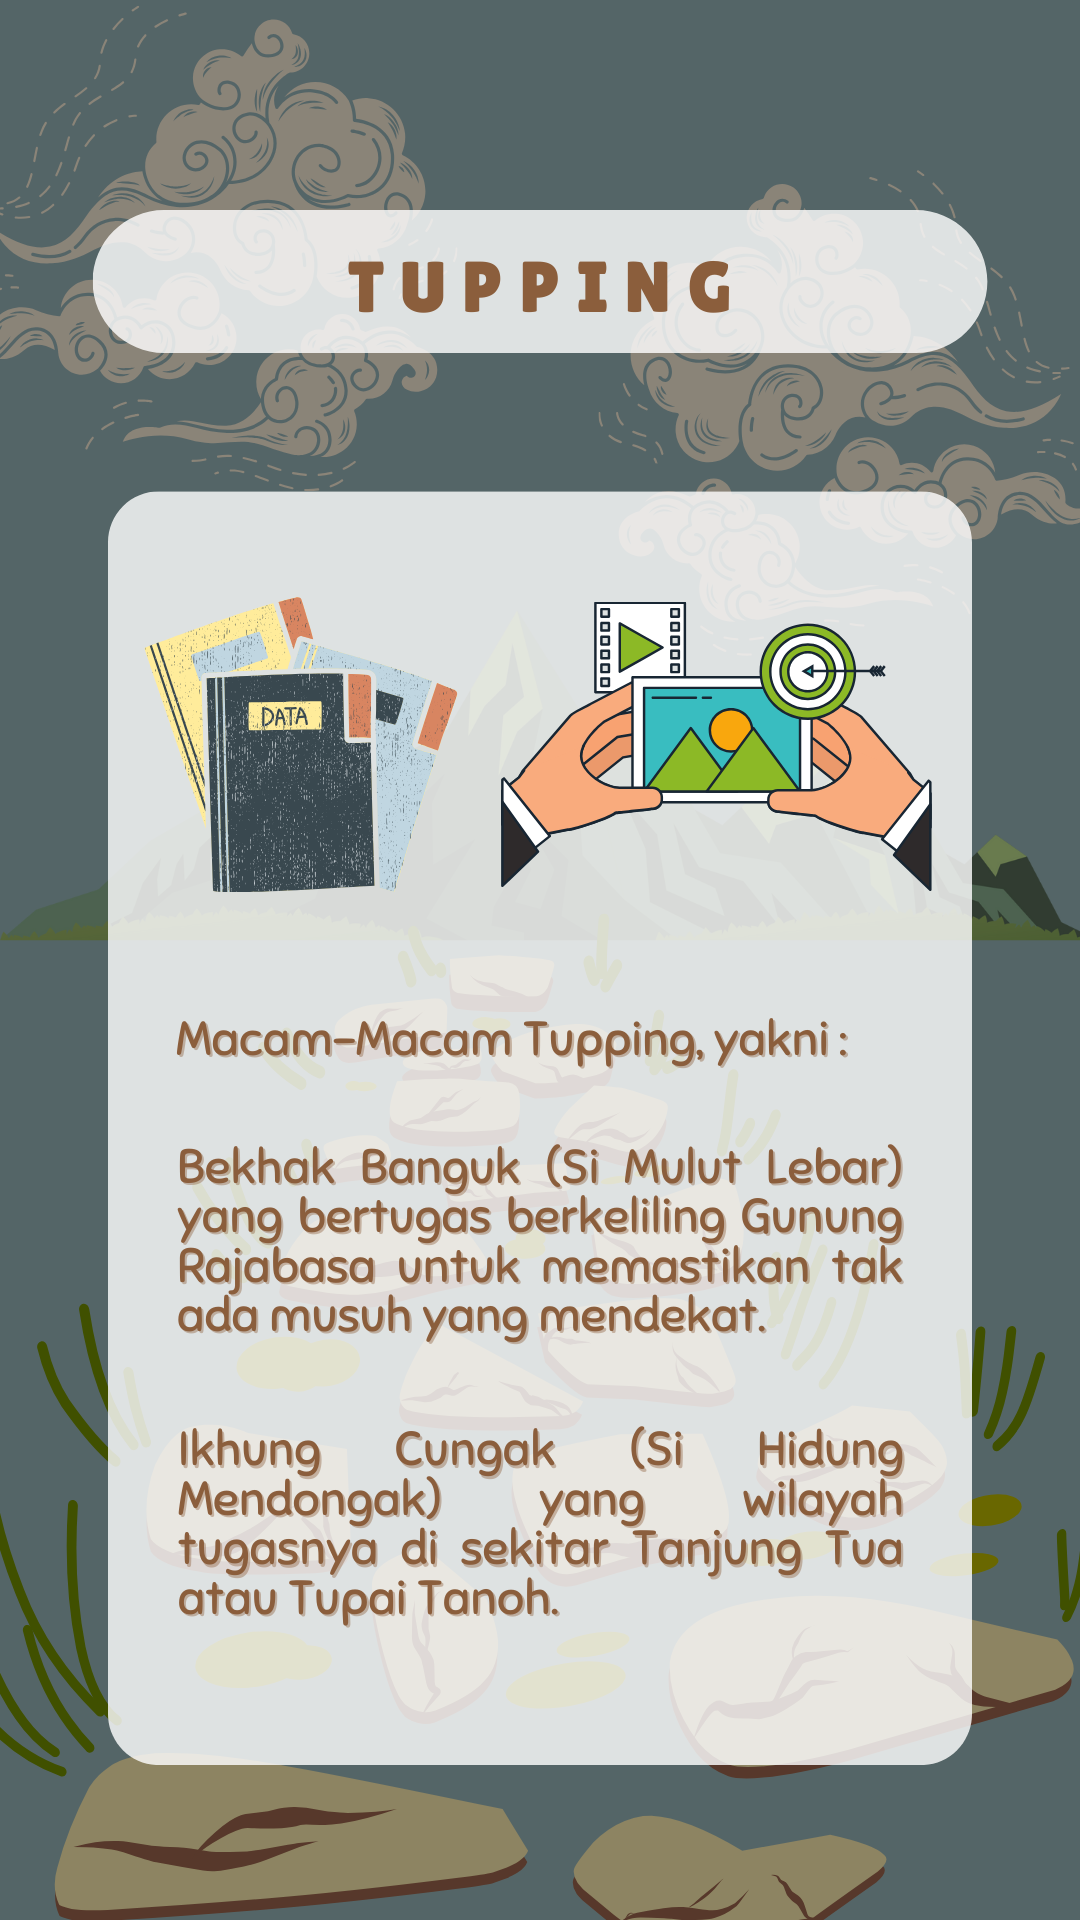 TUPPING
DATA
Macam-Macam Tupping, yakni :
Bekhak Banguk (Si Mulut Lebar)
yang bertugas berkeliling Gunung
Rajabasa untuk memastikan tak
ada musuh yang mendekat.
Ikhung Cungak (Si Hidung
Mendongak) yang wilayah
tugasnya di sekitar Tanjung Tua
atau Tupai Tanoh.